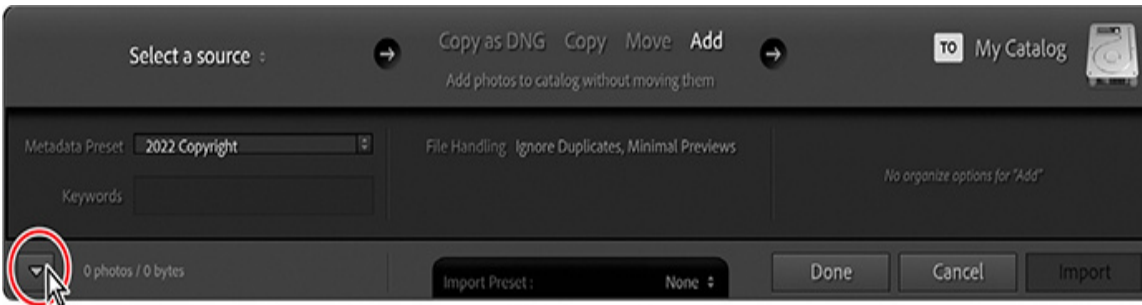 Select a source
Copy as DNG Copy Move Add
TO My Catalog
Add photos to catalog without moving them
Metadata Preset 2022 Copyright
File Handling Ignore Duplicates, Minimal Previews
No organize options for "Add"
Keywords
0 photos / 0 bytes
Import Preset: None
Done
Cancel
Import